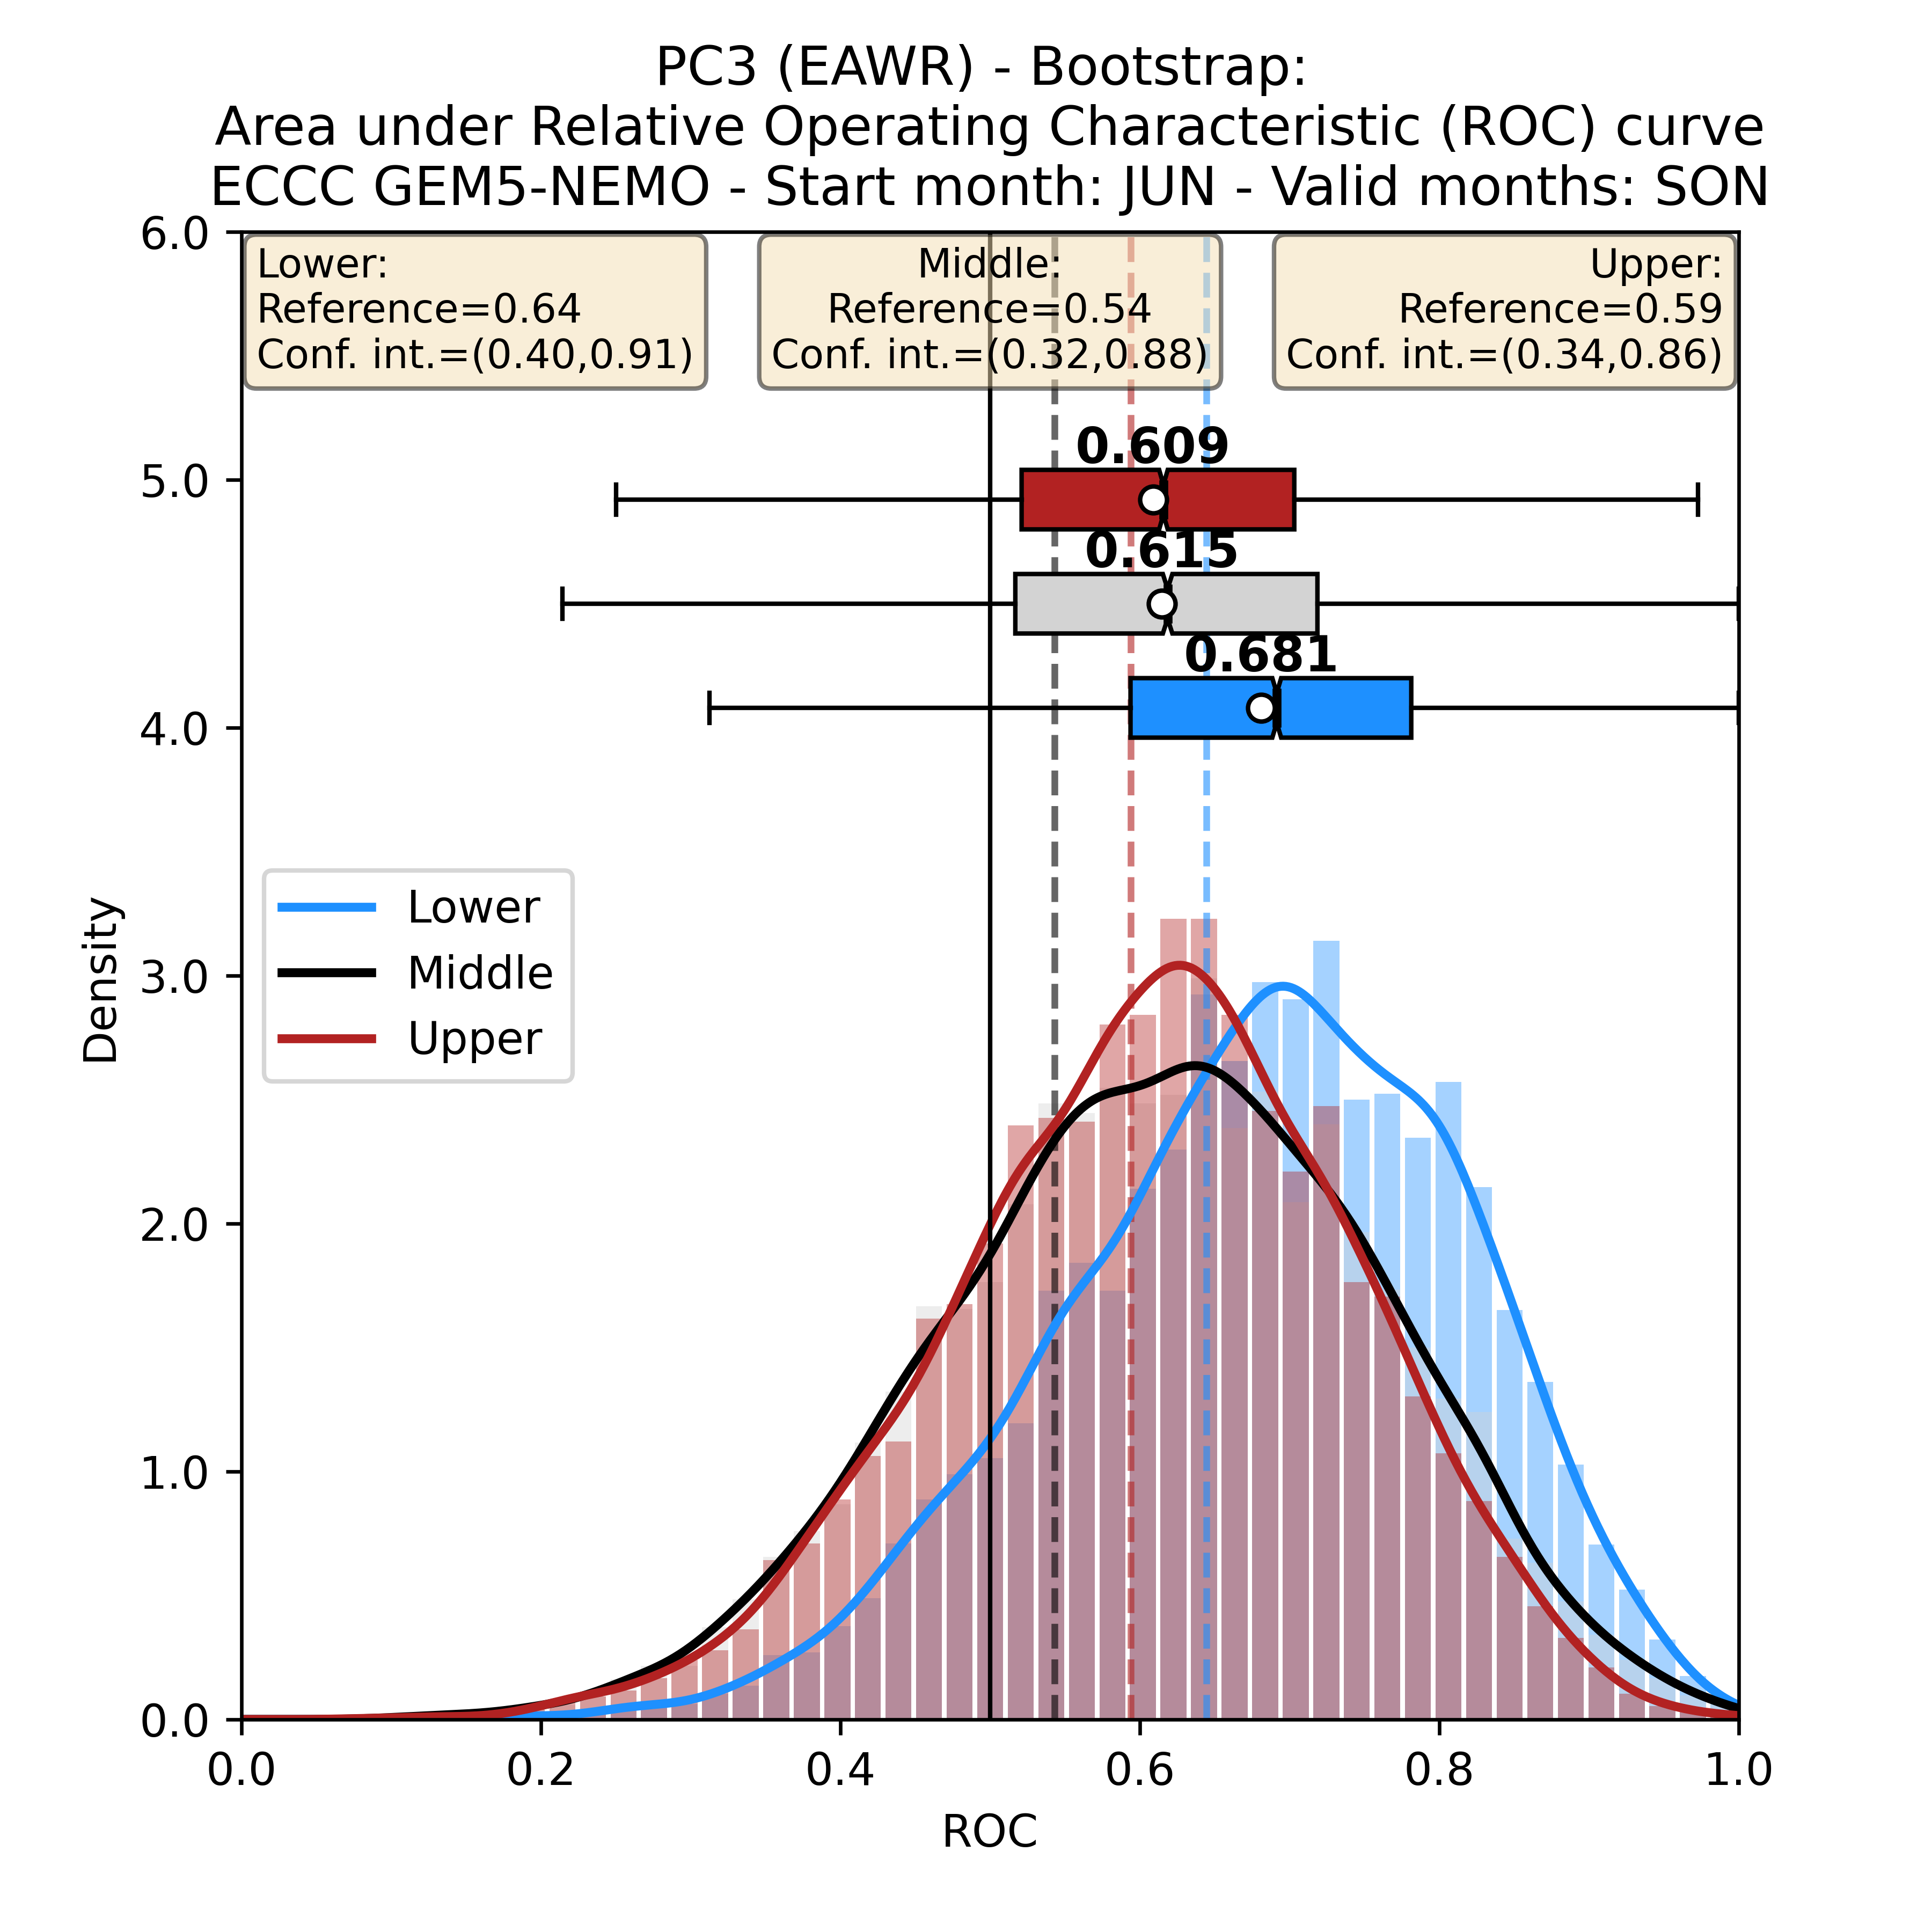 PC3 (EAWR) - Bootstrap:
Area under Relative Operating Characteristic (ROC) curve
ECCC GEM5-NEMO - Start month: JUN - Valid months: SON
Lower:
Reference=0.64
Conf. int.=(0.40,0.91)
Middle:
Reference=0.54
Conf. int.=(0.32,0.88)
Upper:
Reference=0.59
Conf. int.=(0.34,0.86)
0.609
0.615
0.681
6.0
5.0
4.0
3.0
2.0
1.0
0.0
Density
Lower
Middle
Upper
0.0
0.2
0.4
0.6
0.8
1.0
ROC